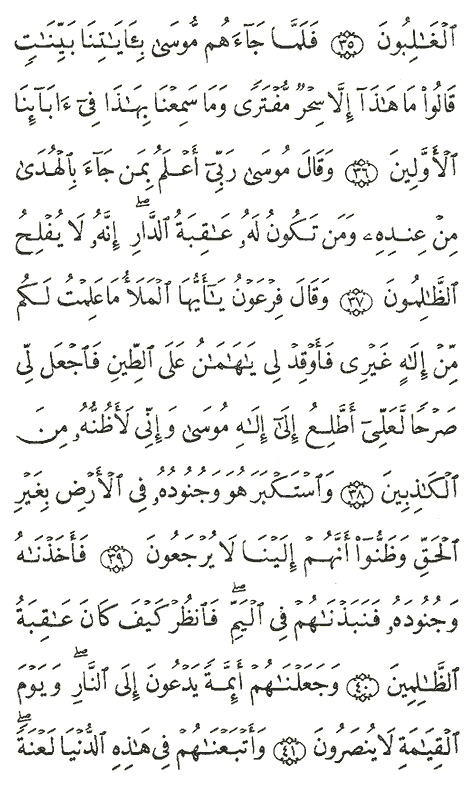 ٱلْغَـٰلِبُونَ ٣٥ فَلَمَّا جَآءَهُم مُّوسَىٰ بِـَٔايَـٰتِنَا بَيِّنَـٰتٍ
قَالُوا۟ مَا هَـٰذَآ إِلَّا سِحْرٌ مُّفْتَرًى وَمَا سَمِعْنَا بِهَـٰذَا فِىٓ ءَابَآئِنَا
ٱلْأَوَّلِينَ ٣٦ وَقَالَ مُوسَىٰ رَبِّىٓ أَعْلَمُ بِمَن جَآءَ بِٱلْهُدَىٰ
مِنْ عِندِهِۦ وَمَن تَكُونُ لَهُۥ عَـٰقِبَةُ ٱلدَّارِ ۖ إِنَّهُۥ لَا يُفْلِحُ
ٱلظَّـٰلِمُونَ ٣٧ وَقَالَ فِرْعَوْنُ يَـٰٓأَيُّهَا ٱلْمَلَأُ مَا عَلِمْتُ لَكُم
مِّنْ إِلَـٰهٍ غَيْرِى فَأَوْقِدْ لِى يَـٰهَـٰمَـٰنُ عَلَى ٱلطِّينِ فَٱجْعَل لِّى
صَرْحًا لَّعَلِّىٓ أَطَّلِعُ إِلَىٰٓ إِلَـٰهِ مُوسَىٰ وَإِنِّى لَأَظُنُّهُۥ مِنَ
ٱلْكَـٰذِبِينَ ٣٨ وَٱسْتَكْبَرَ هُوَ وَجُنُودُهُۥ فِى ٱلْأَرْضِ بِغَيْرِ
ٱلْحَقِّ وَظَنُّوٓا۟ أَنَّهُمْ إِلَيْنَا لَا يُرْجَعُونَ ٣٩ فَأَخَذْنَـٰهُ
وَجُنُودَهُۥ فَنَبَذْنَـٰهُمْ فِى ٱلْيَمِّ ۖ فَٱنظُرْ كَيْفَ كَانَ عَـٰقِبَةُ
ٱلظَّـٰلِمِينَ ٤٠ وَجَعَلْنَـٰهُمْ أَئِمَّةً يَدْعُونَ إِلَى ٱلنَّارِ ۖ وَيَوْمَ
ٱلْقِيَـٰمَةِ لَا يُنصَرُونَ ٤١ وَأَتْبَعْنَـٰهُمْ فِى هَـٰذِهِ ٱلدُّنْيَا لَعْنَةً ۖ